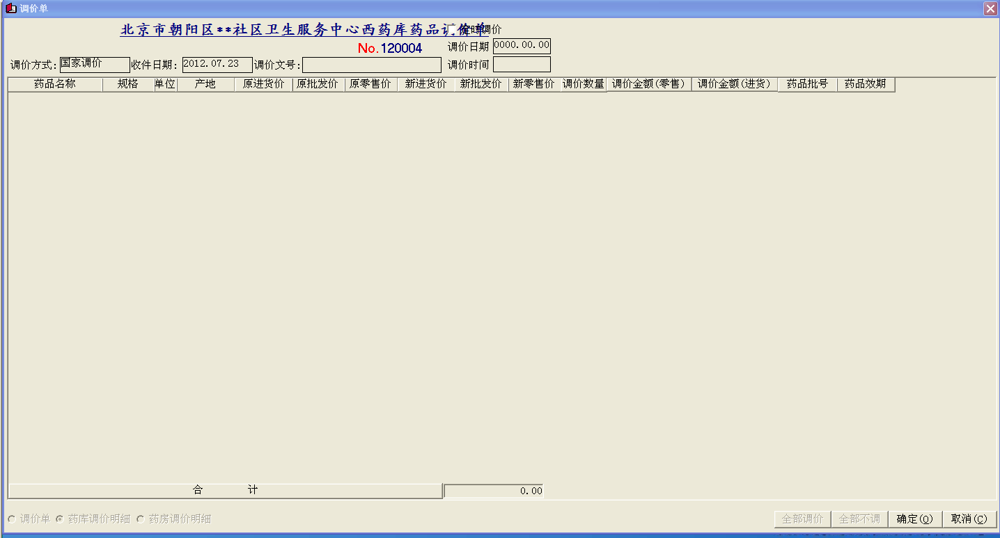 调价单
北京市朝阳区**社区卫生服务中心西药库药品调价单
定时调价
No.120004
调价日期 0000.00.00
调价方式: 国家调价 收件日期: 2012.07.23 调价文号: 调价时间
药品名称 规格 单位 产地 原进货价 原批发价 原零售价 新进货价 新批发价 新零售价 调价数量 调价金额(零售) 调价金额(进货) 药品批号 药品效期
合 计 0.00
调价单 药库调价明细 药房调价明细 全部调价 全部不调 确定(O) 取消(C)